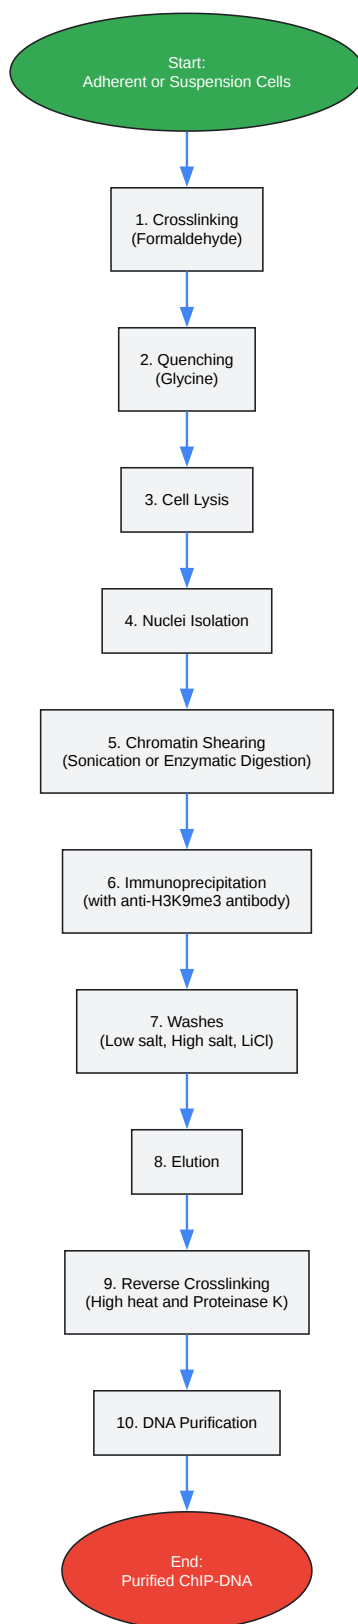 Start:
Adherent or Suspension Cells
1. Crosslinking
(Formaldehyde)
2. Quenching
(Glycine)
3. Cell Lysis
4. Nuclei Isolation
5. Chromatin Shearing
(Sonication or Enzymatic Digestion)
6. Immunoprecipitation
(with anti-H3K9me3 antibody)
7. Washes
(Low salt, High salt, LiCl)
8. Elution
9. Reverse Crosslinking
(High heat and Proteinase K)
10. DNA Purification
End:
Purified ChIP-DNA